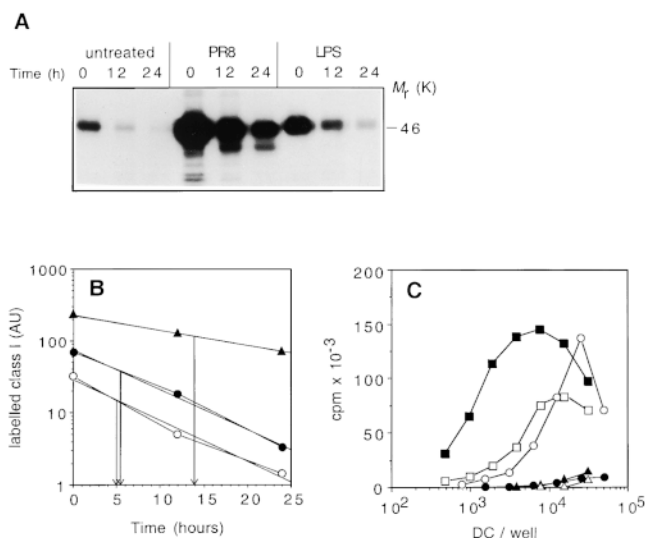 A
untreated PR8 LPS
Time (h) 0 12 24 0 12 24 0 12 24 Mr (K)
46
B
labelled class I (AU)
1000
100
10
1
0 5 10 15 20 25
Time (hours)
C
cpm x 10-3
200
150
100
50
0
102 103 104 105
DC / well